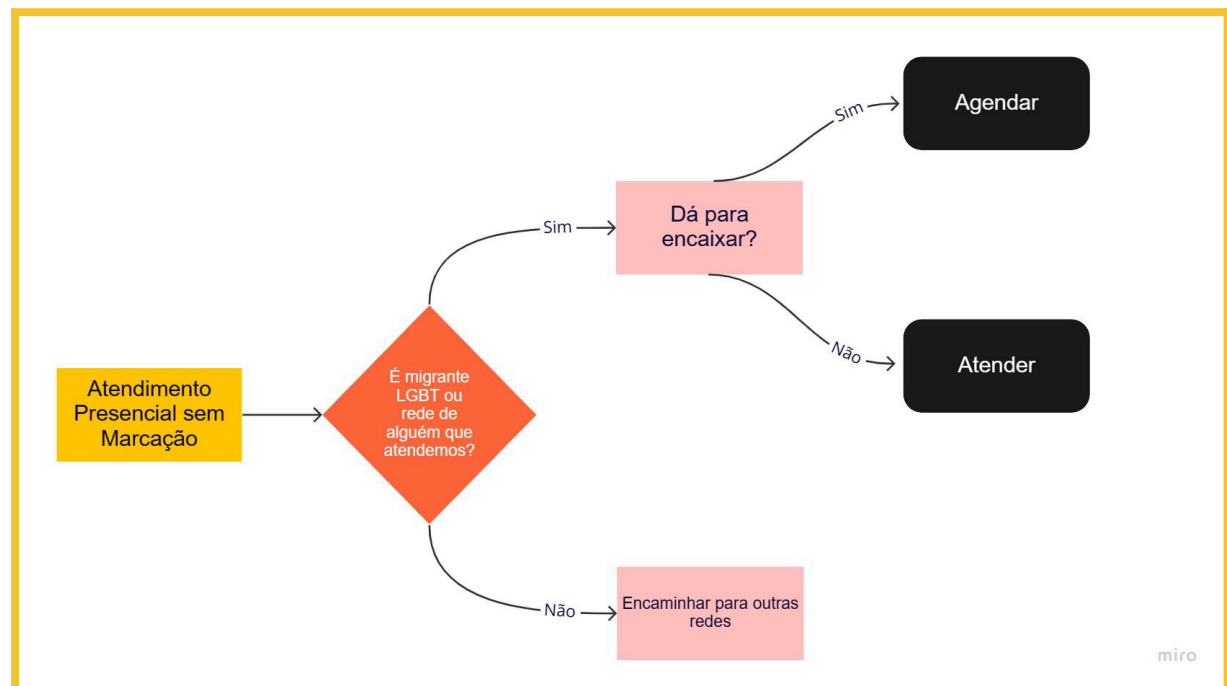 Atendimento
Presencial sem
Marcação
É migrante
LGBT ou
rede de
alguém que
atendemos?
Sim
Dá para
encaixar?
Sim
Agendar
Não
Atender
Não
Encaminhar para outras
redes
miro